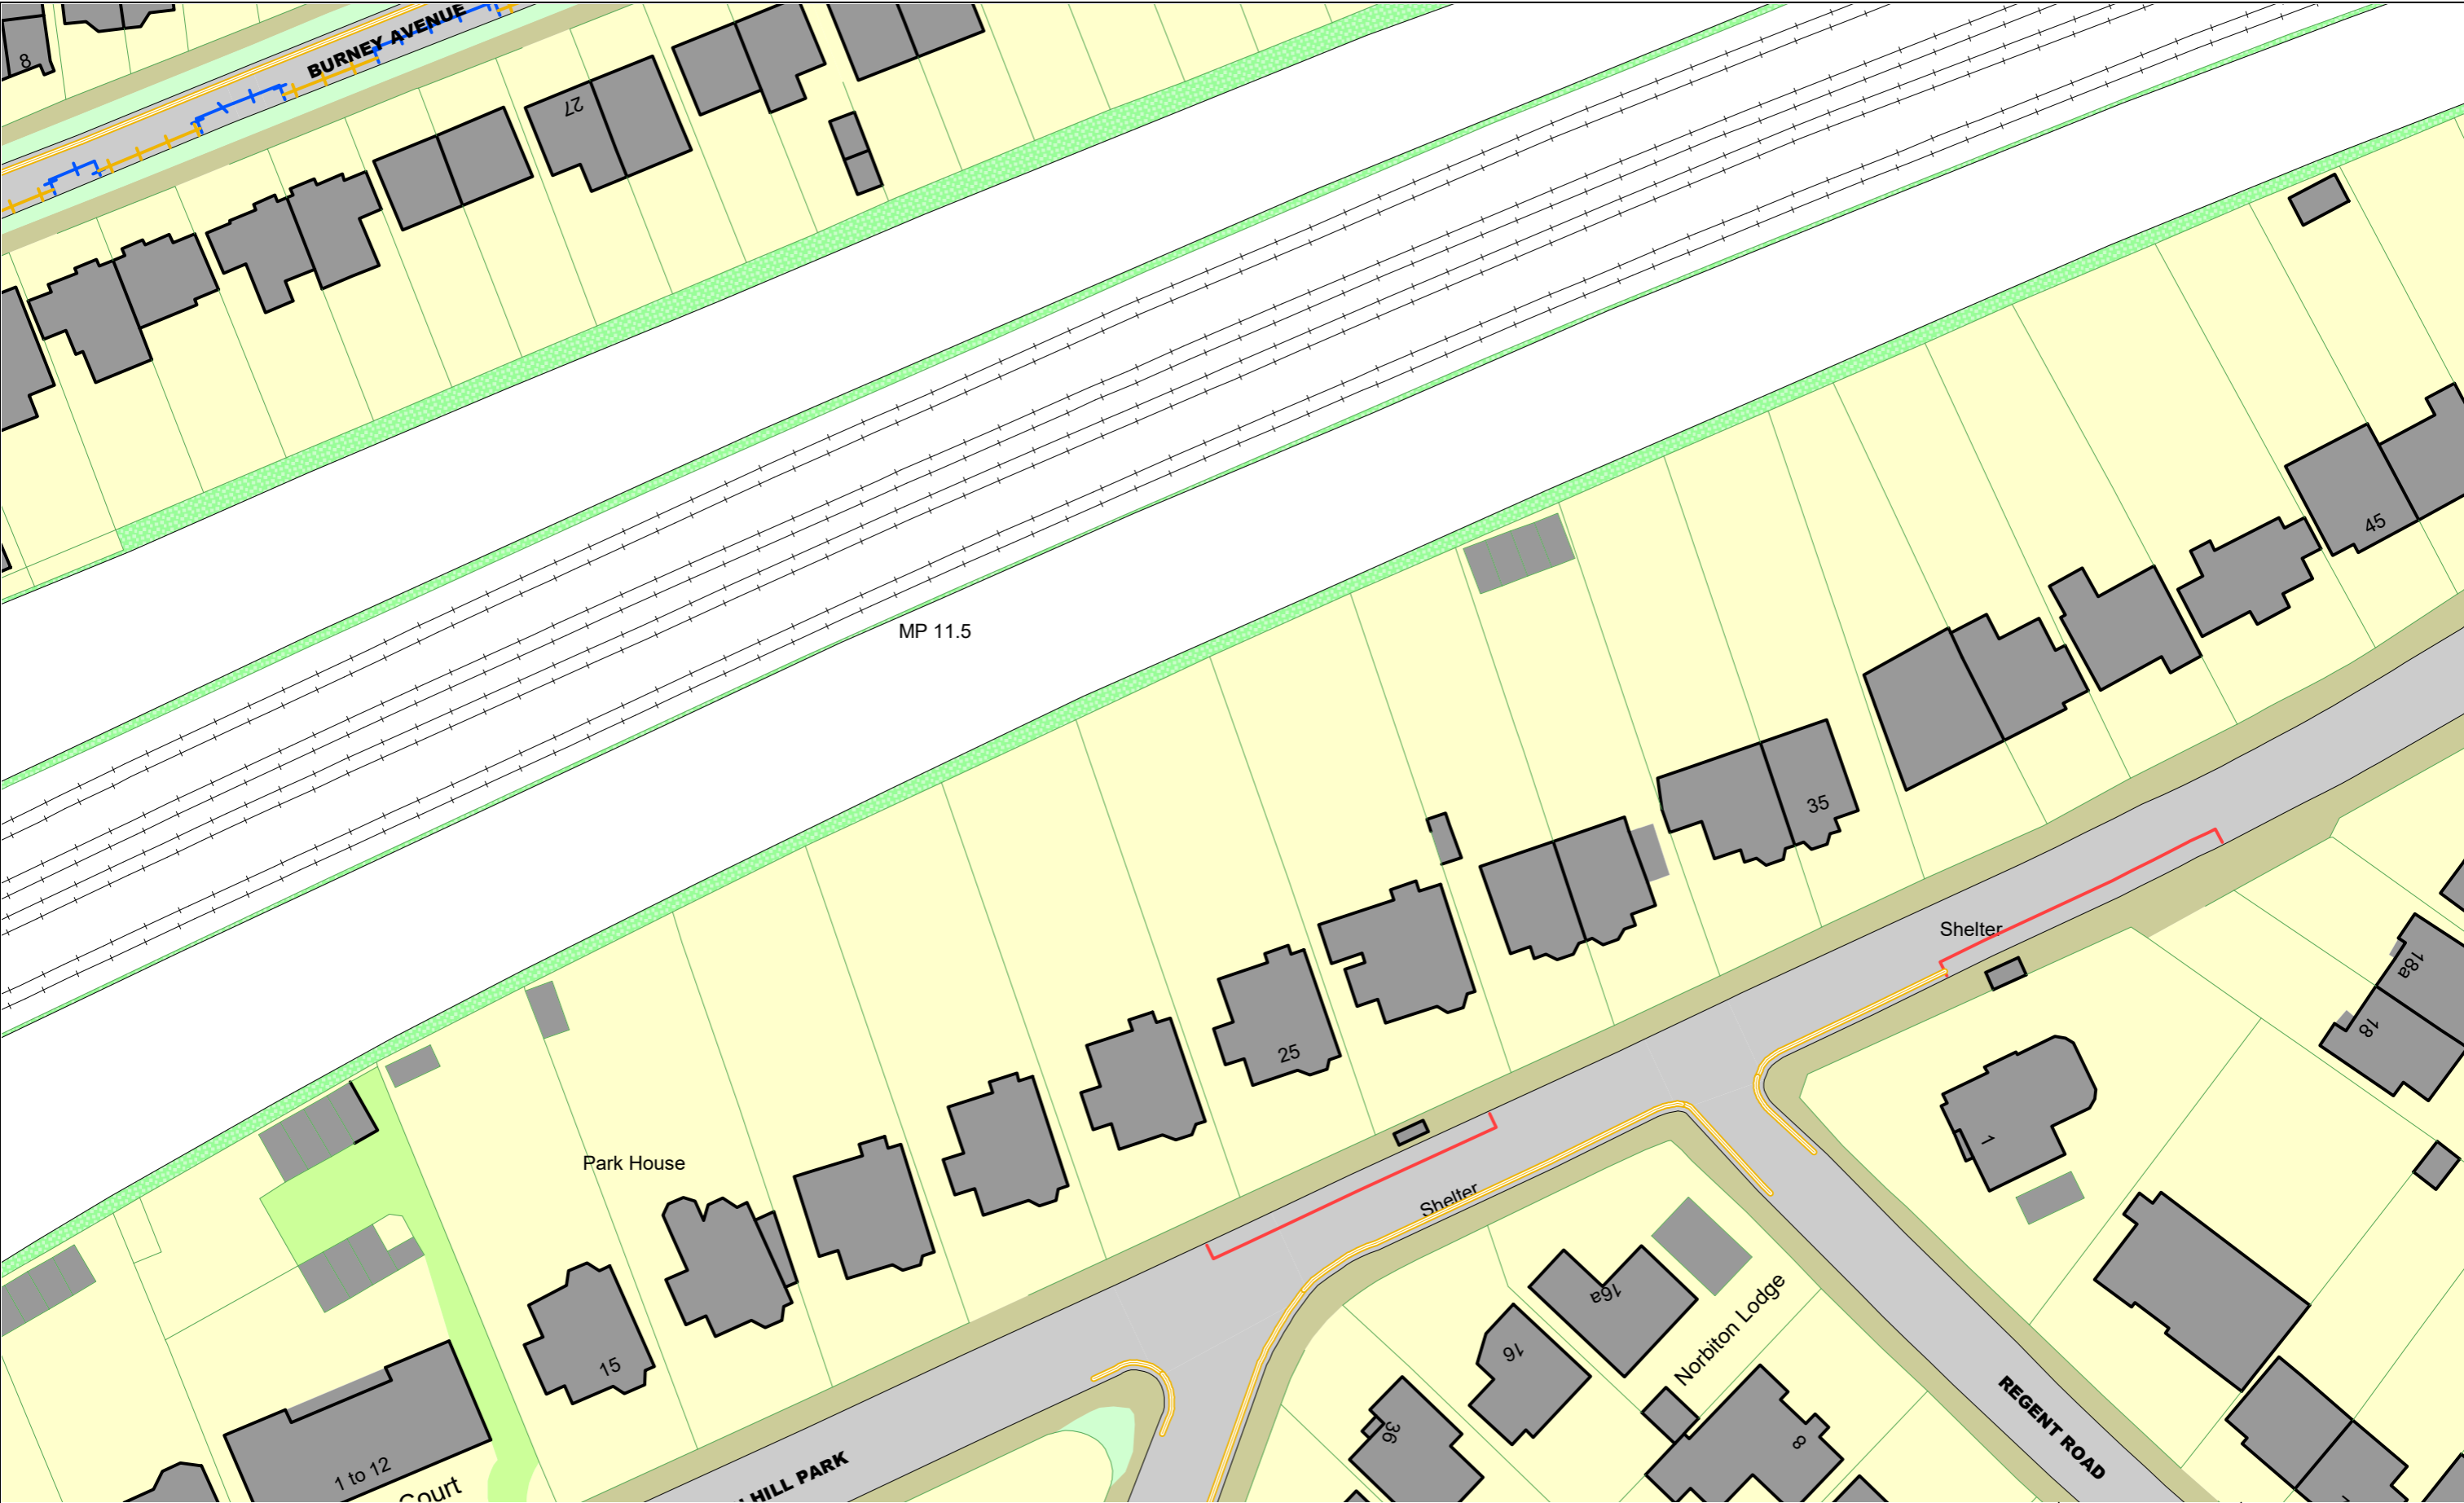 8
BURNEY AVENUE
27
45
MP 11.5
35
Shelter
18a
18
25
1
Park House
Shelter
16a
Norbiton Lodge
16
15
36
8
REGENT ROAD
1 to 12
Court
HILL PARK